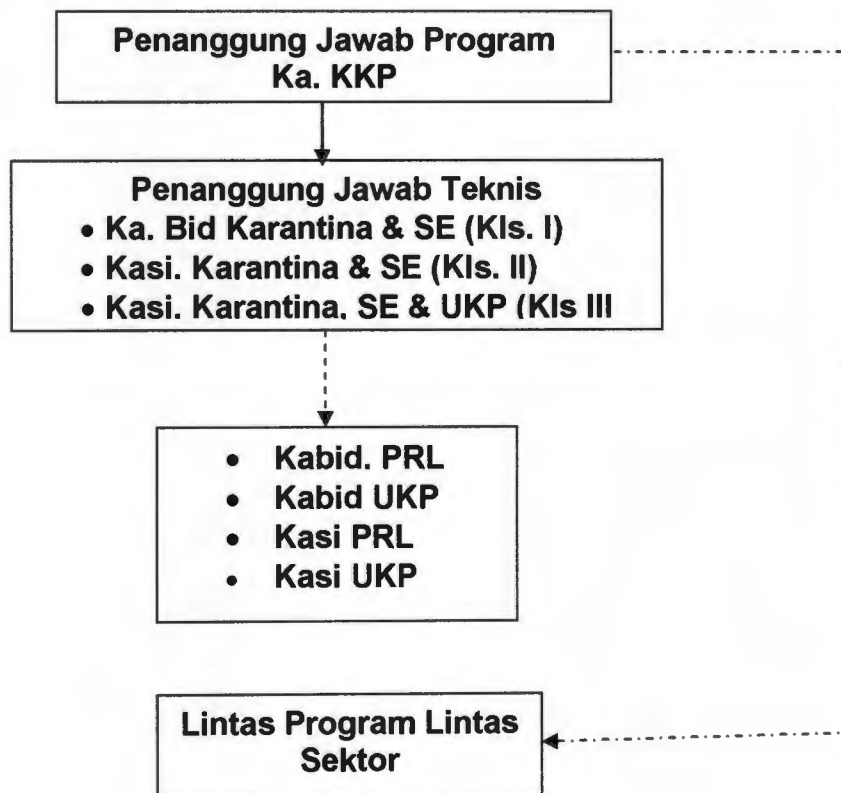 Penanggung Jawab Program
Ka. KKP
Penanggung Jawab Teknis
• Ka. Bid Karantina & SE (Kls. I)
• Kasi. Karantina & SE (Kls. II)
• Kasi. Karantina, SE & UKP (Kls III
• Kabid. PRL
• Kabid UKP
• Kasi PRL
• Kasi UKP
Lintas Program Lintas
Sektor